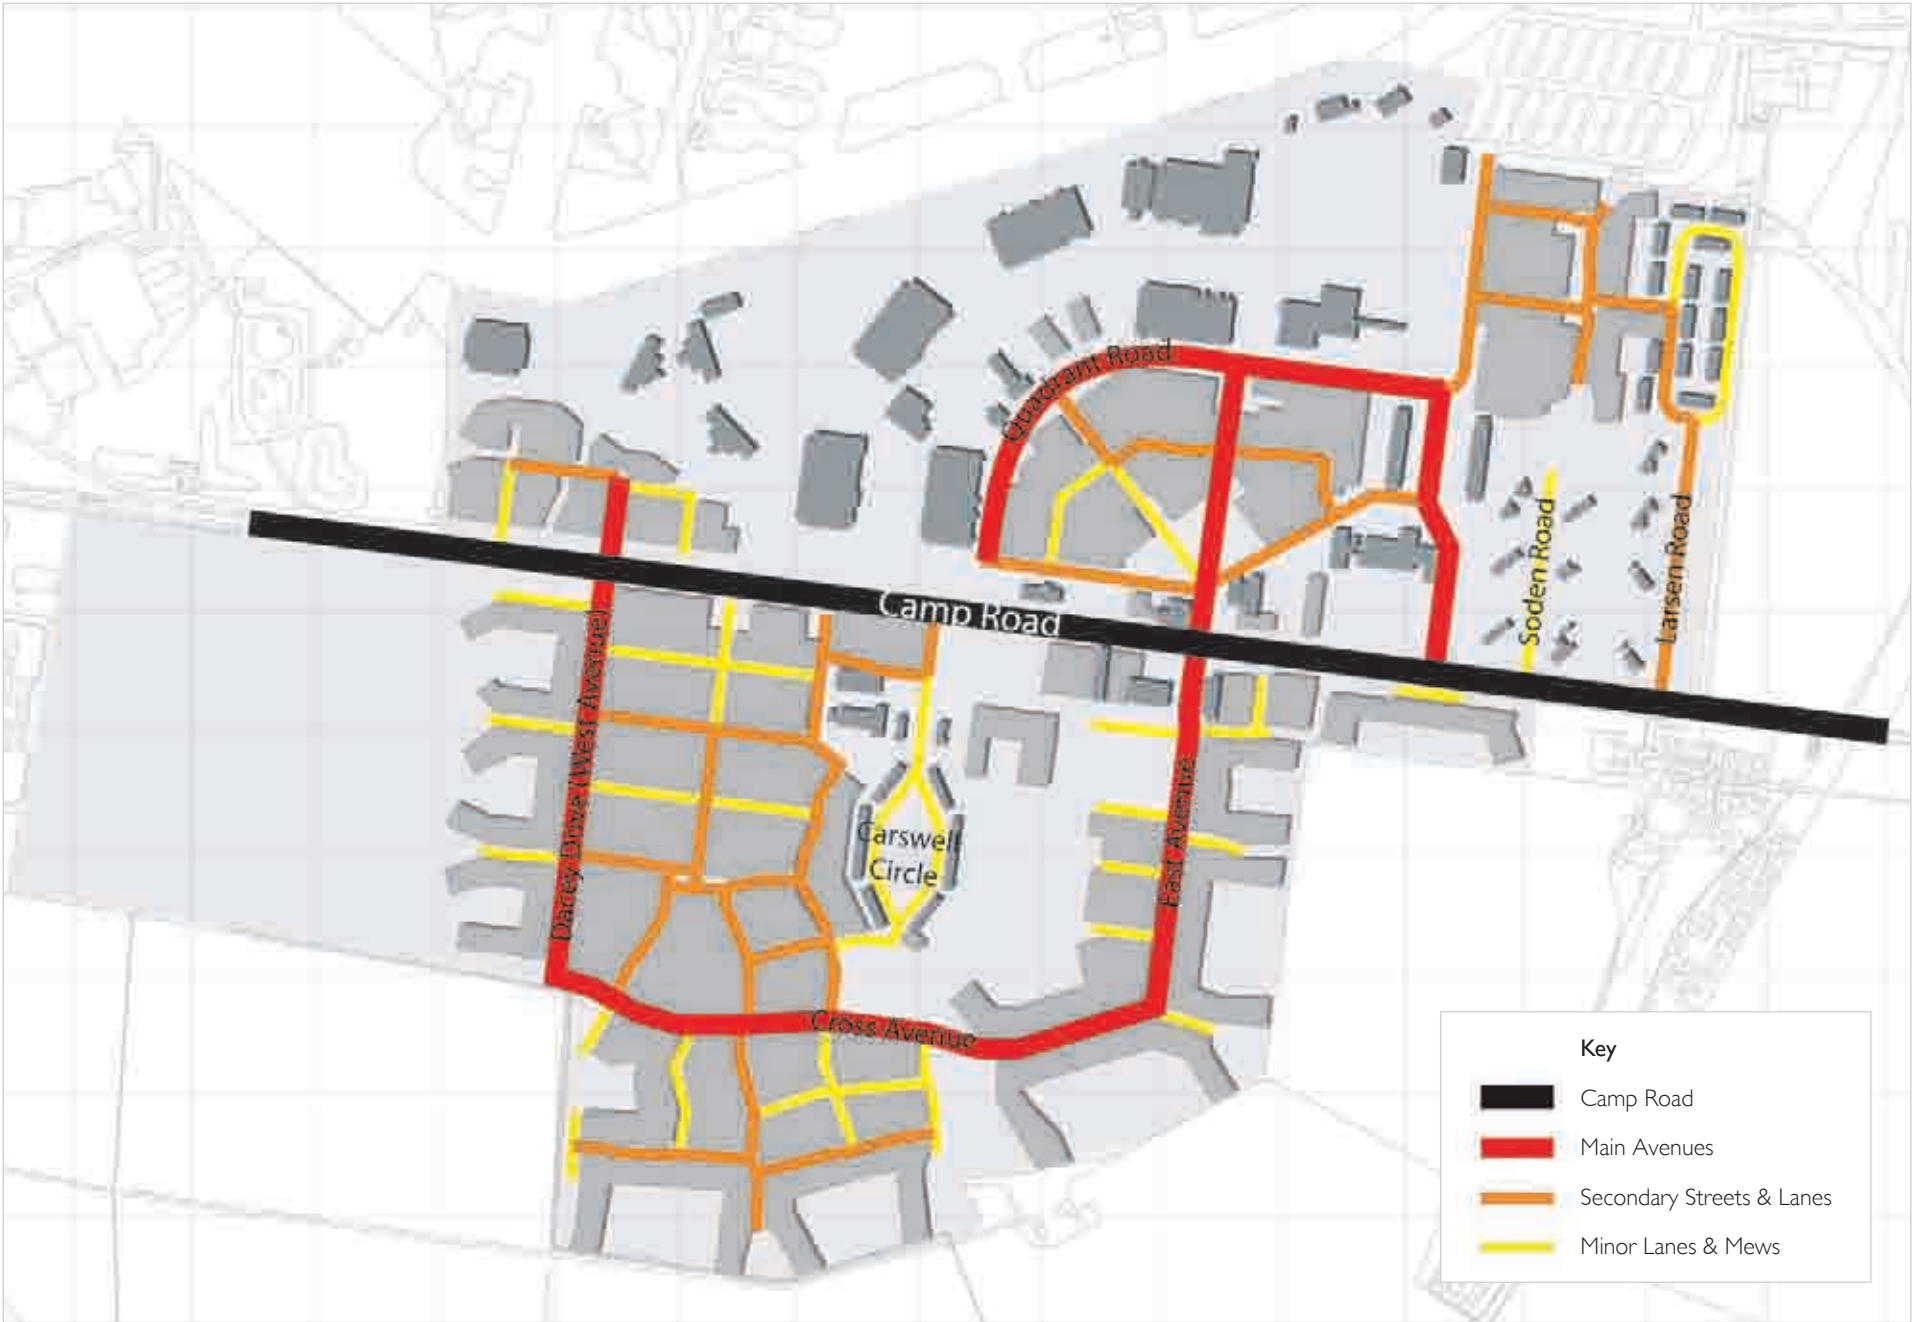 Quadrant Road
Camp Road
Soden Road
Larsen Road
Dacey Drive (West Avenue)
East Avenue
Carswell
Circle
Cross Avenue
Key
Camp Road
Main Avenues
Secondary Streets & Lanes
Minor Lanes & Mews